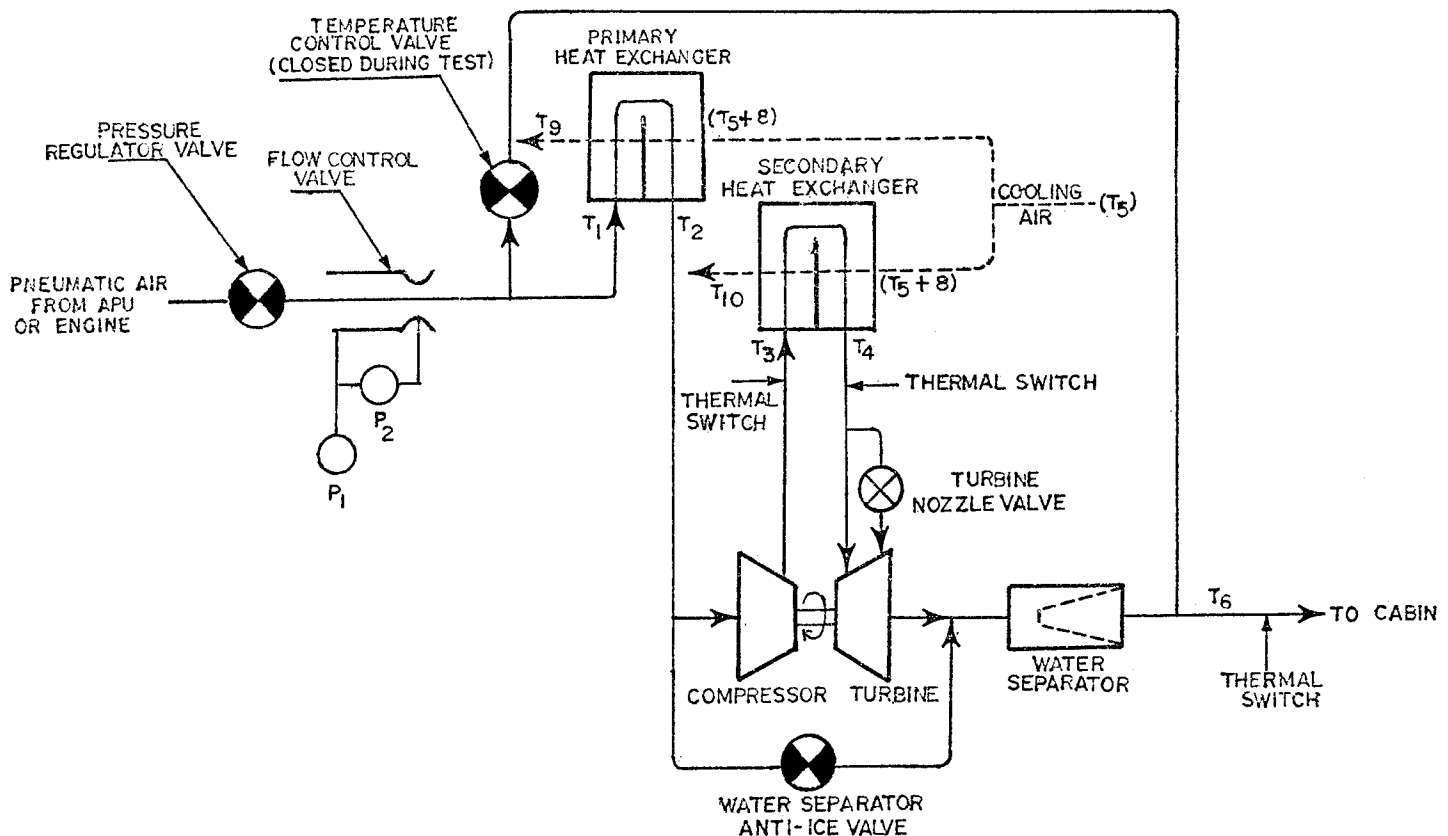 TEMPERATURE
CONTROL VALVE
(CLOSED DURING TEST)
PRIMARY
HEAT EXCHANGER
PRESSURE
REGULATOR VALVE
FLOW CONTROL
VALVE
T9
(T5+8)
SECONDARY
HEAT EXCHANGER
COOLING
AIR
(T5)
T1
T2
PNEUMATIC AIR
FROM APU
OR ENGINE
T10
(T5+8)
T3
T4
THERMAL
SWITCH
THERMAL SWITCH
P2
P1
TURBINE
NOZZLE VALVE
COMPRESSOR
TURBINE
WATER
SEPARATOR
T6
TO CABIN
THERMAL
SWITCH
WATER SEPARATOR
ANTI-ICE VALVE